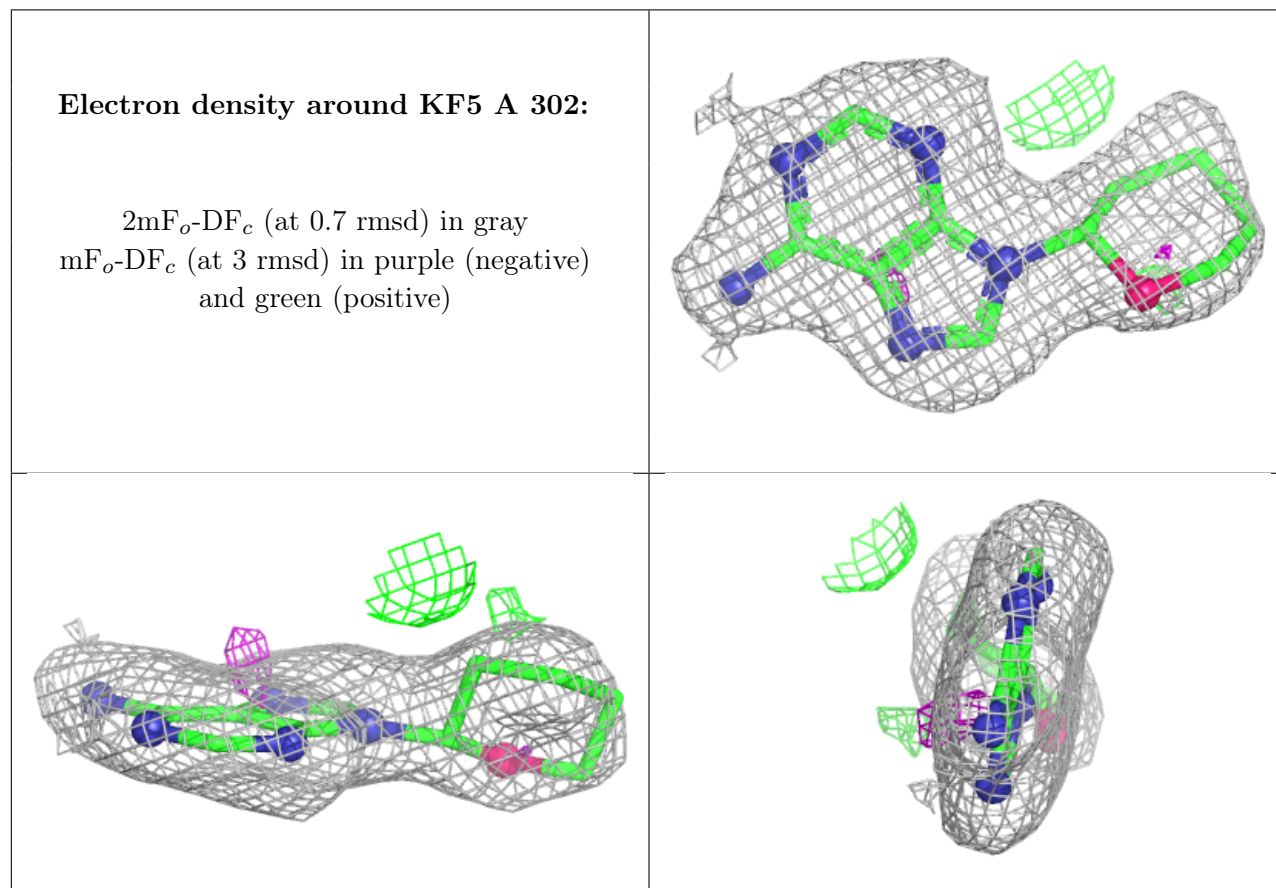 Electron density around KF5 A 302:
2mFo-DFc (at 0.7 rmsd) in gray
mFo-DFc (at 3 rmsd) in purple (negative)
and green (positive)